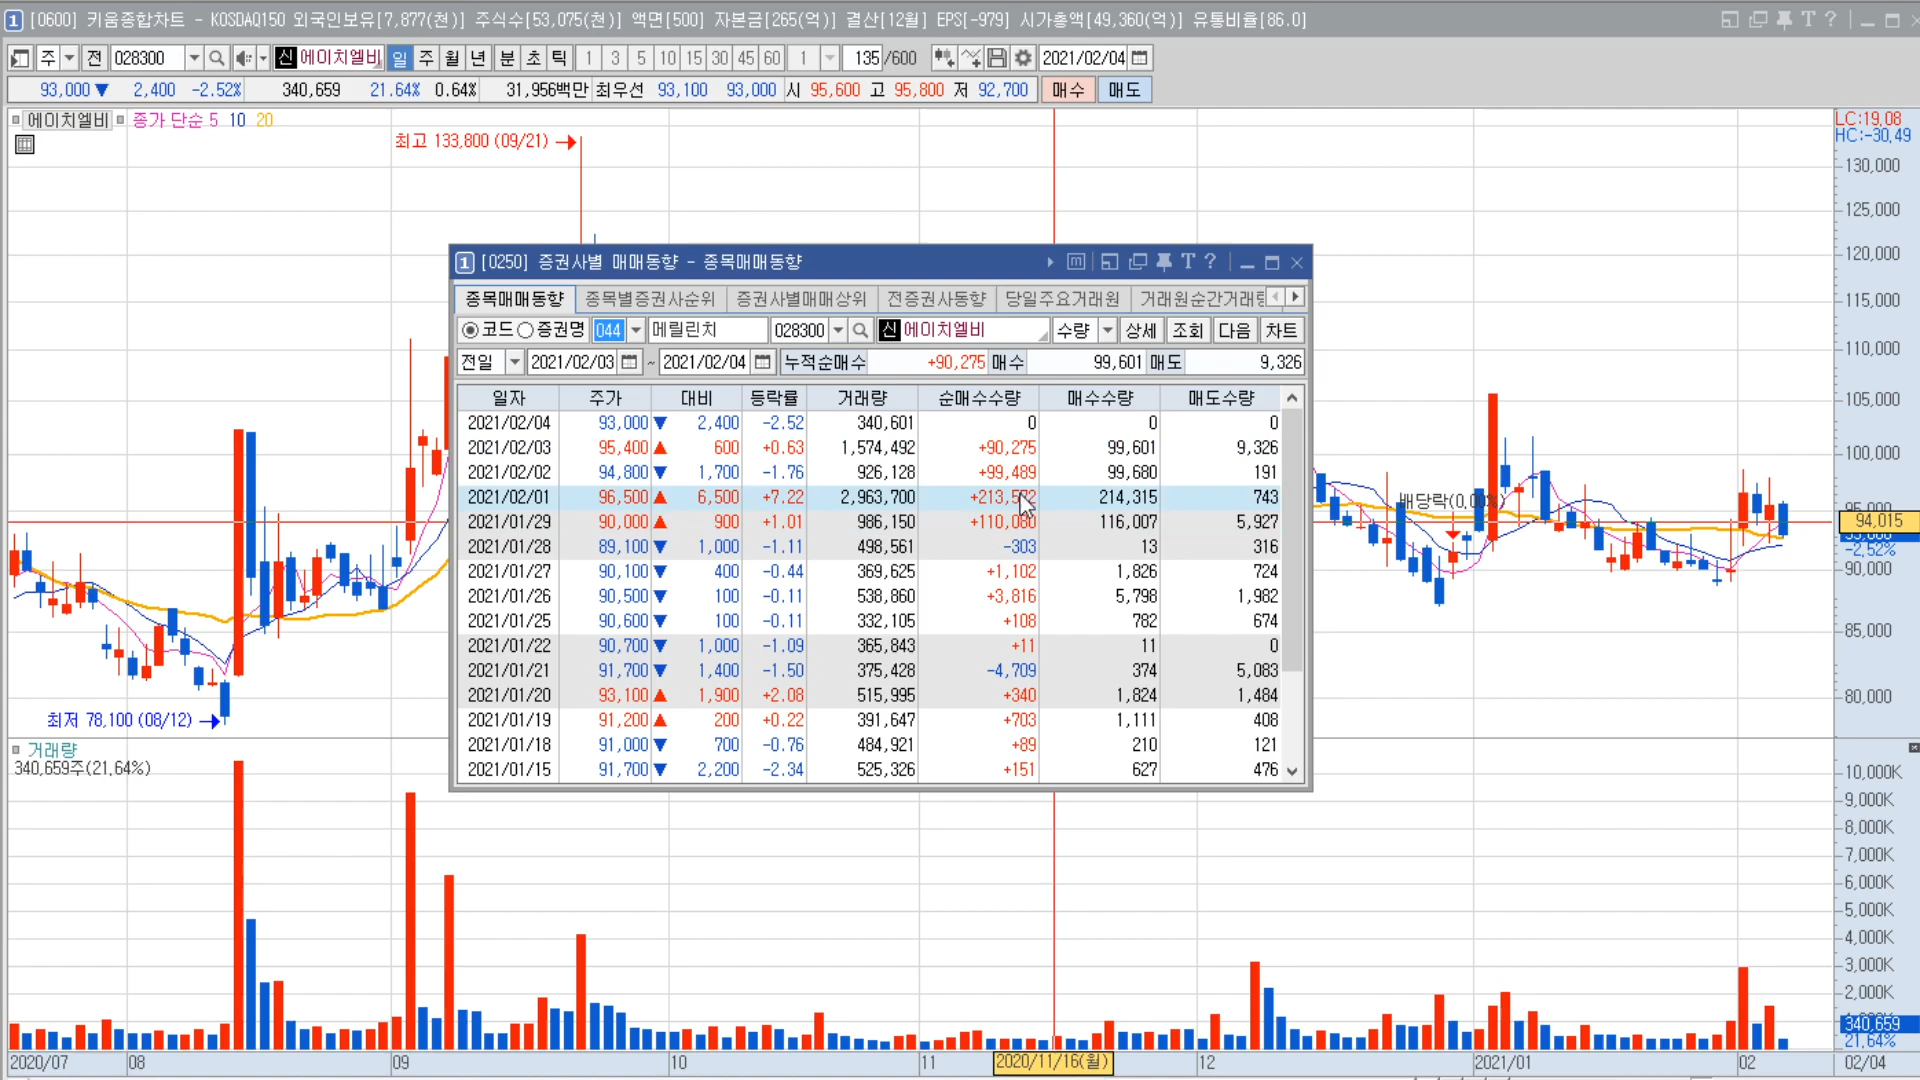 1 [0600] 키움종합차트 - KOSDAQ150 외국인보유[7,877(천)] 주식수[53,075(천)] 액면[500] 자본금[265(억)] 결산[12월] EPS[-979] 시가총액[49,360(억)] 유통비율[86.0]
주 전 028300 신 에이치엘비 일 주 월 년 분 초 틱 1 3 5 10 15 30 45 60 1 135 /600 2021/02/04
93,000 ▼ 2,400 -2.52% 340,659 21.64% 0.64% 31,956백만 최우선 93,100 93,000 시 95,600 고 95,800 저 92,700 매수 매도
에이치엘비 종가 단순 5 10 20
LC:19.08
HC:-30.49
최고 133,800 (09/21) →
130,000
125,000
120,000
115,000
110,000
105,000
100,000
95,000
94,015
-2.52%
90,000
85,000
80,000
배당락(0.00%)
최저 78,100 (08/12) →
1 [0250] 증권사별 매매동향 - 종목매매동향
종목매매동향 종목별증권사순위 증권사별매매상위 전증권사동향 당일주요거래원
코드 증권명 044 메릴린치 028300 신 에이치엘비 수량 상세 조회 다음 차트
전일 2021/02/03 ~ 2021/02/04 누적순매수 +90,275 매수 99,601 매도 9,326
일자 주가 대비 등락률 거래량 순매수수량 매수수량 매도수량
2021/02/04 93,000 ▼ 2,400 -2.52 340,601 0 0 0
2021/02/03 95,400 ▲ 600 +0.63 1,574,492 +90,275 99,601 9,326
2021/02/02 94,800 ▼ 1,700 -1.76 926,128 +99,489 99,680 191
2021/02/01 96,500 ▲ 6,500 +7.22 2,963,700 214,315 743
2021/01/29 90,000 ▲ 900 +1.01 986,150 +110,080 116,007 5,927
2021/01/28 89,100 ▼ 1,000 -1.11 498,561 -303 13 316
2021/01/27 90,100 ▼ 400 -0.44 369,625 +1,102 1,826 724
2021/01/26 90,500 ▼ 100 -0.11 538,860 +3,816 5,798 1,982
2021/01/25 90,600 ▼ 100 -0.11 332,105 +108 782 674
2021/01/22 90,700 ▼ 1,000 -1.09 365,843 +11 11 0
2021/01/21 91,700 ▼ 1,400 -1.50 375,428 -4,709 374 5,083
2021/01/20 93,100 ▲ 1,900 +2.08 515,995 +340 1,824 1,484
2021/01/19 91,200 ▲ 200 +0.22 391,647 +703 1,111 408
2021/01/18 91,000 ▼ 700 -0.76 484,921 +89 210 121
2021/01/15 91,700 ▼ 2,200 -2.34 525,326 +151 627 476
거래량
340,659주(21.64%)
10,000K
9,000K
8,000K
7,000K
6,000K
5,000K
4,000K
3,000K
2,000K
340,659
21.64%
2020/07 08 09 10 11 2020/11/16(월) 12 2021/01 02 02/04